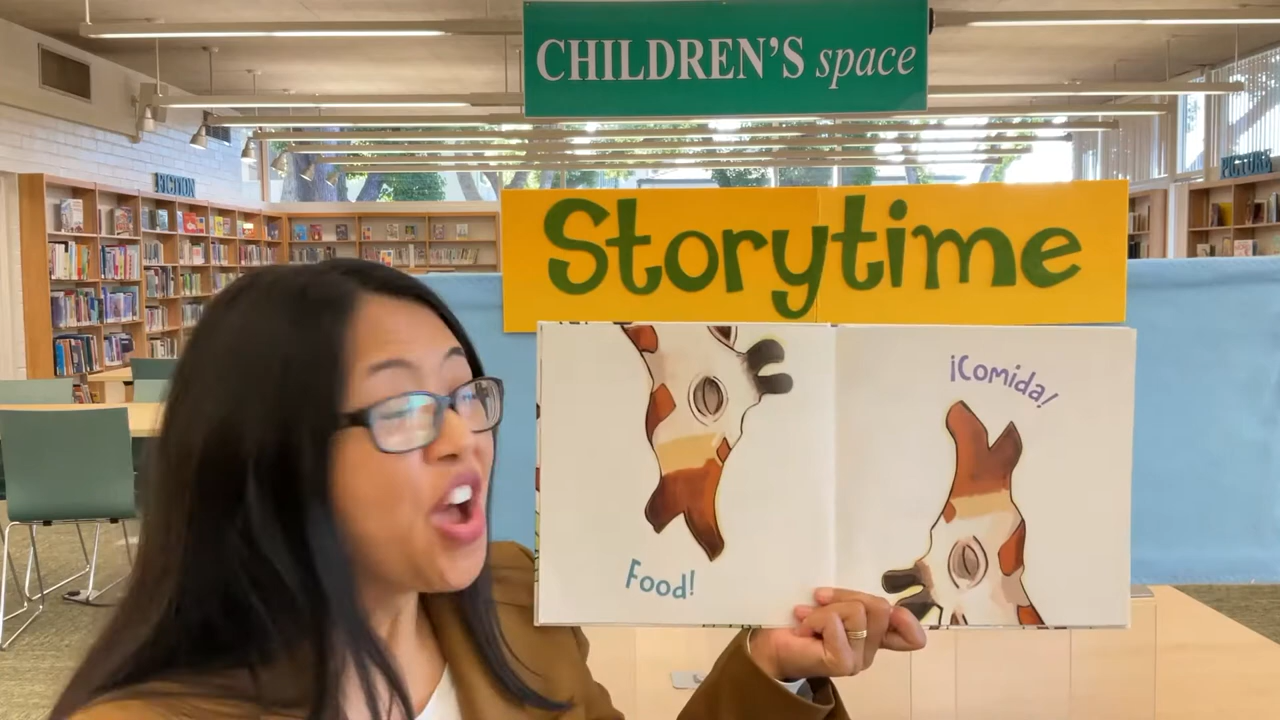 CHILDREN'S space
FICTION
PICTURE
Storytime
¡Comida!
Food!